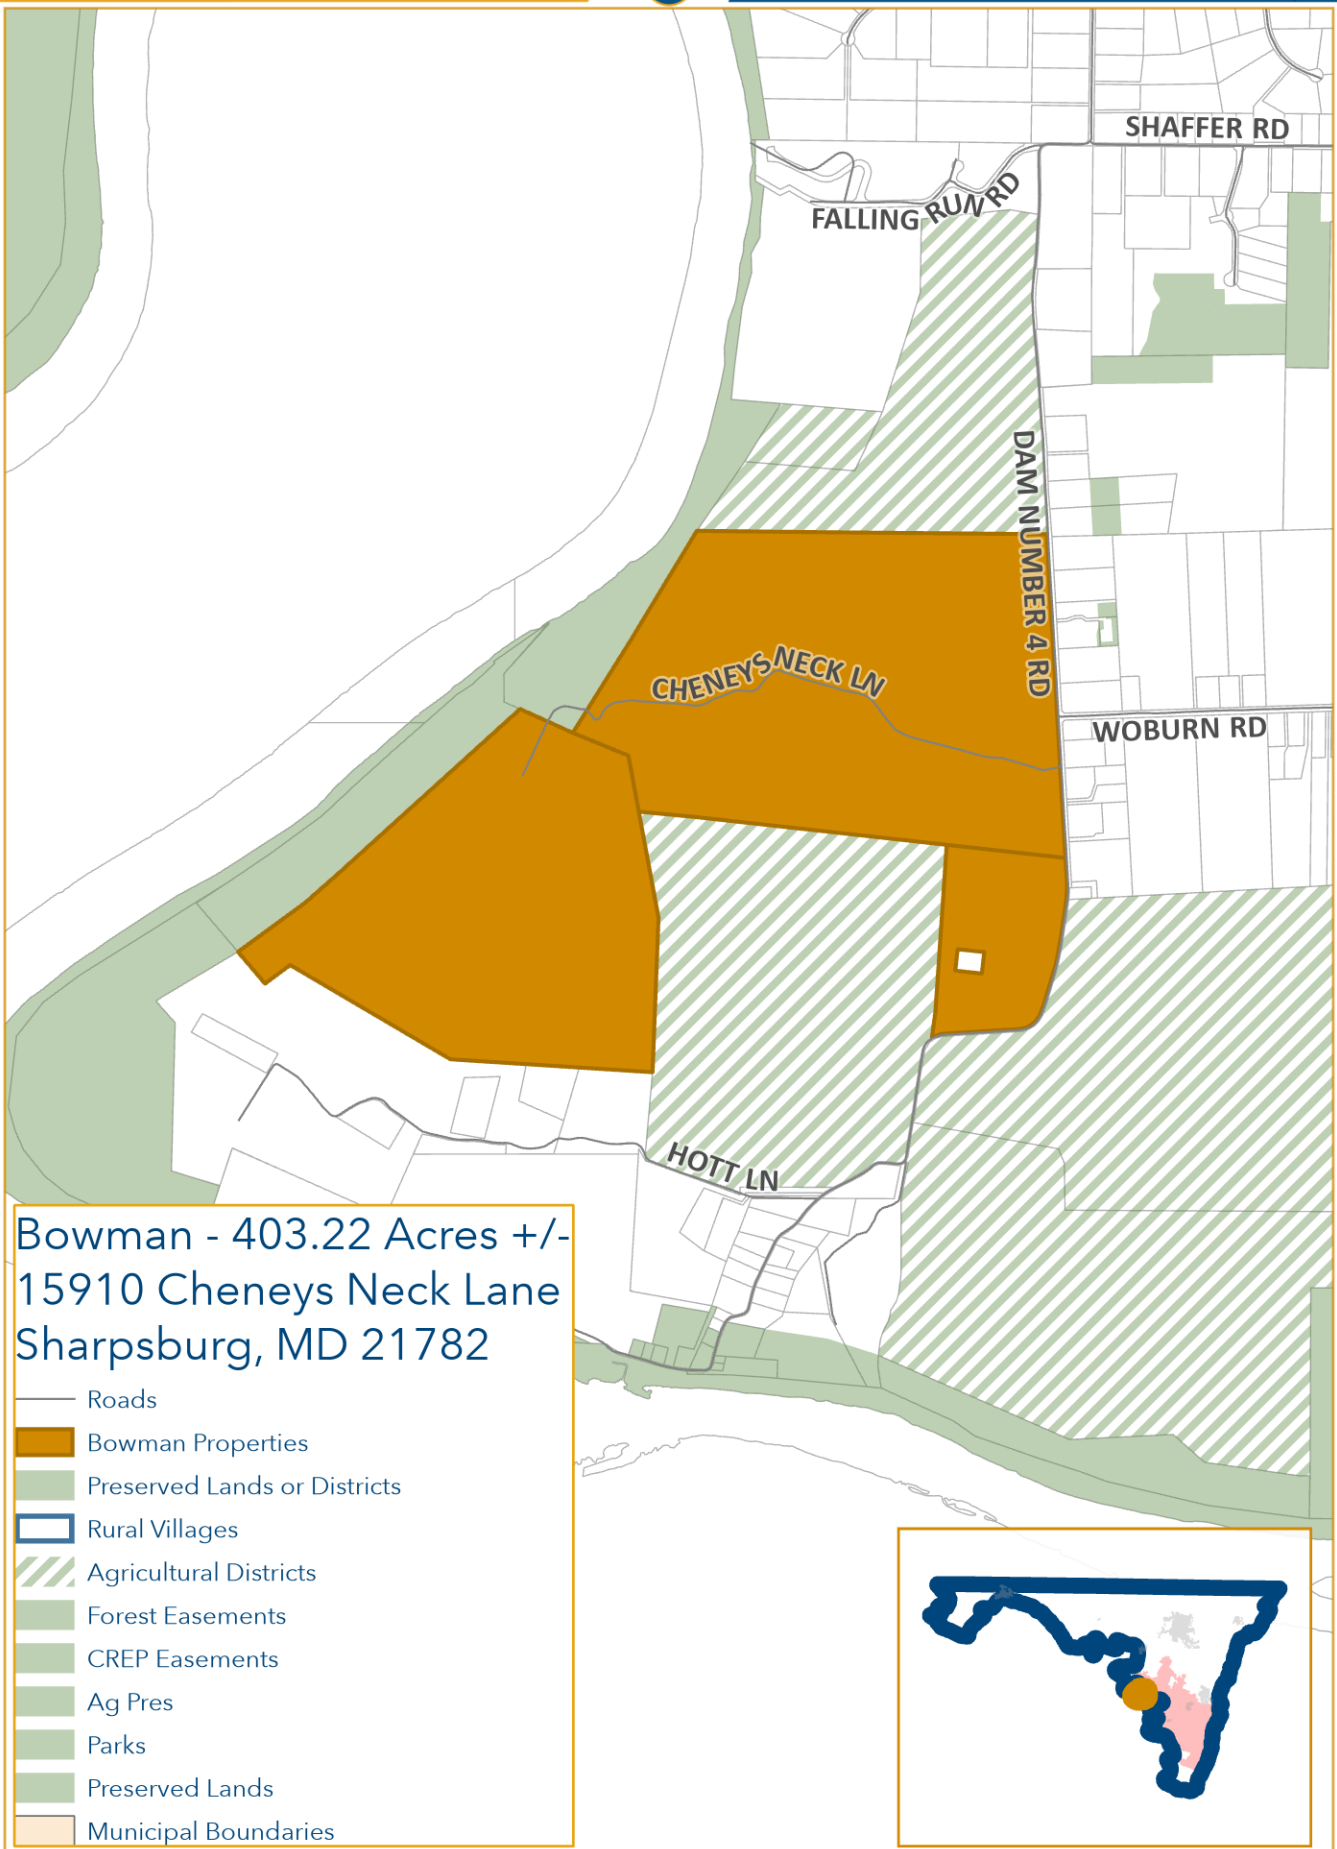 SHAFFER RD
FALLING RUN RD
DAM NUMBER 4 RD
CHENEYS NECK LN
WOBURN RD
HOTT LN
Bowman - 403.22 Acres +/-
15910 Cheneys Neck Lane
Sharpsburg, MD 21782
Roads
Bowman Properties
Preserved Lands or Districts
Rural Villages
Agricultural Districts
Forest Easements
CREP Easements
Ag Pres
Parks
Preserved Lands
Municipal Boundaries